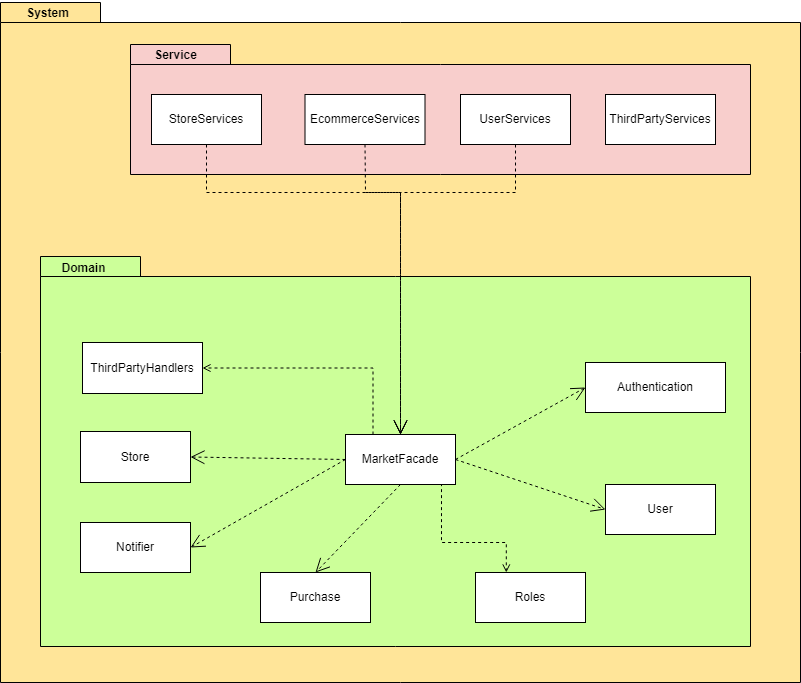 System
Service
StoreServices
EcommerceServices
UserServices
ThirdPartyServices
Domain
ThirdPartyHandlers
Authentication
Store
MarketFacade
User
Notifier
Purchase
Roles